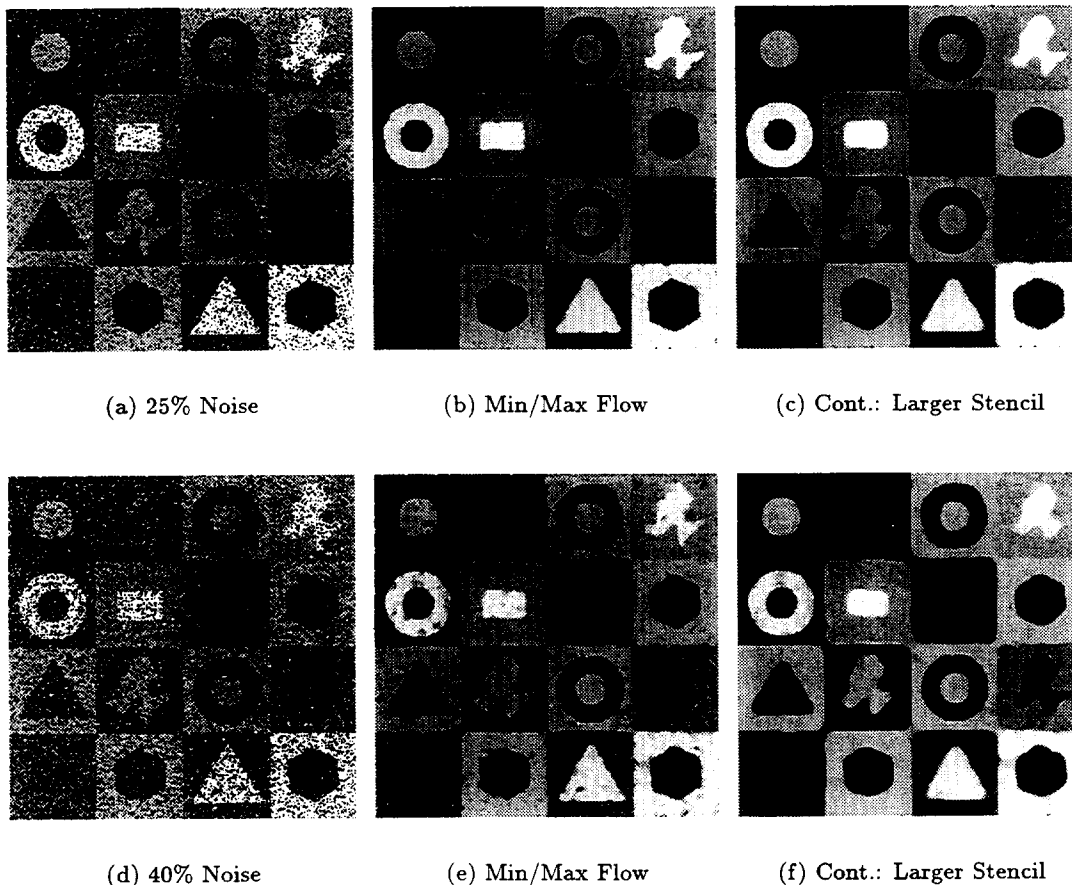 (a) 25% Noise
(b) Min/Max Flow
(c) Cont.: Larger Stencil
(d) 40% Noise
(e) Min/Max Flow
(f) Cont.: Larger Stencil